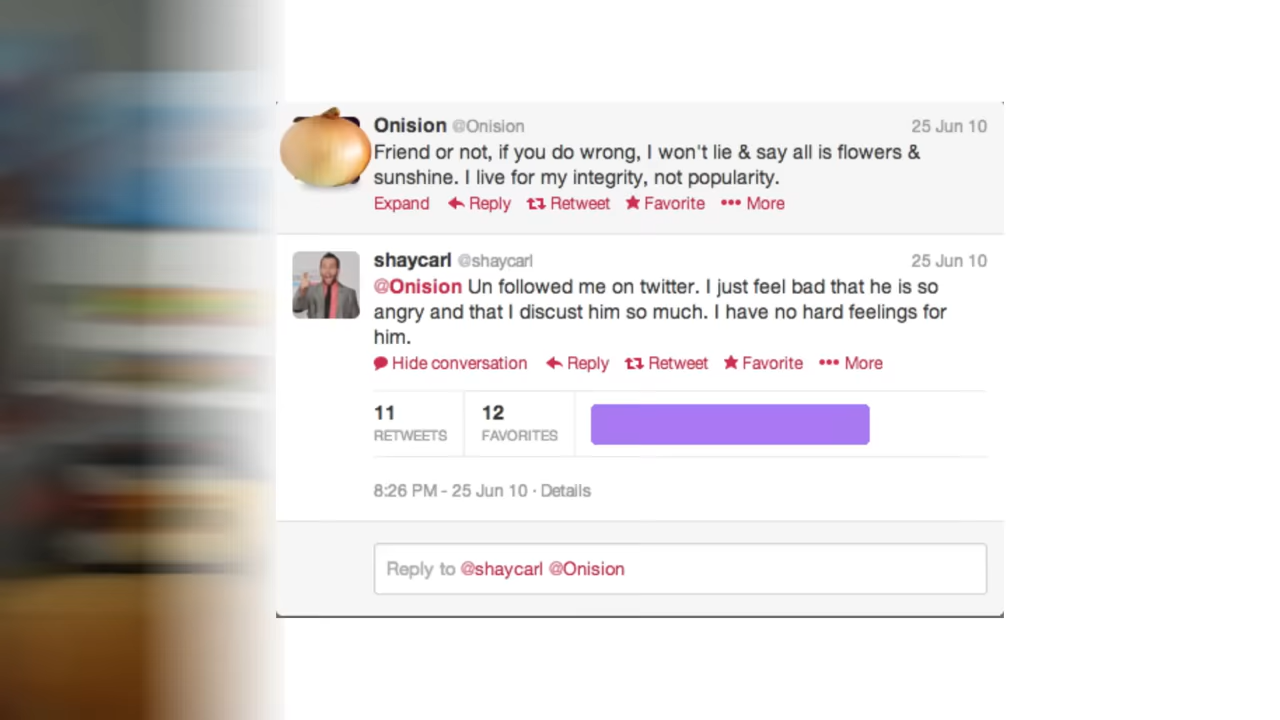 Onision @Onision 25 Jun 10
Friend or not, if you do wrong, I won't lie & say all is flowers &
sunshine. I live for my integrity, not popularity.
Expand Reply Retweet Favorite More
shaycarl @shaycarl 25 Jun 10
@Onision Un followed me on twitter. I just feel bad that he is so
angry and that I discust him so much. I have no hard feelings for
him.
Hide conversation Reply Retweet Favorite More
11 12
RETWEETS FAVORITES
8:26 PM - 25 Jun 10 · Details
Reply to @shaycarl @Onision